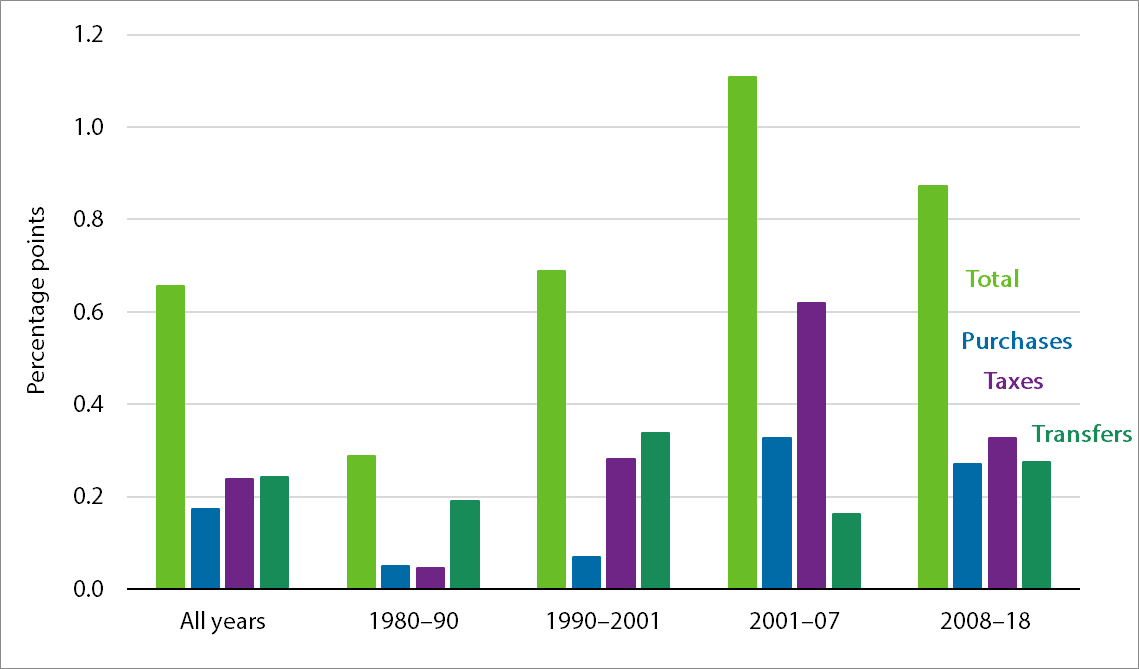 1.2
1.0
0.8
0.6
0.4
0.2
0.0
Percentage points
Total
Purchases
Taxes
Transfers
All years
1980–90
1990–2001
2001–07
2008–18